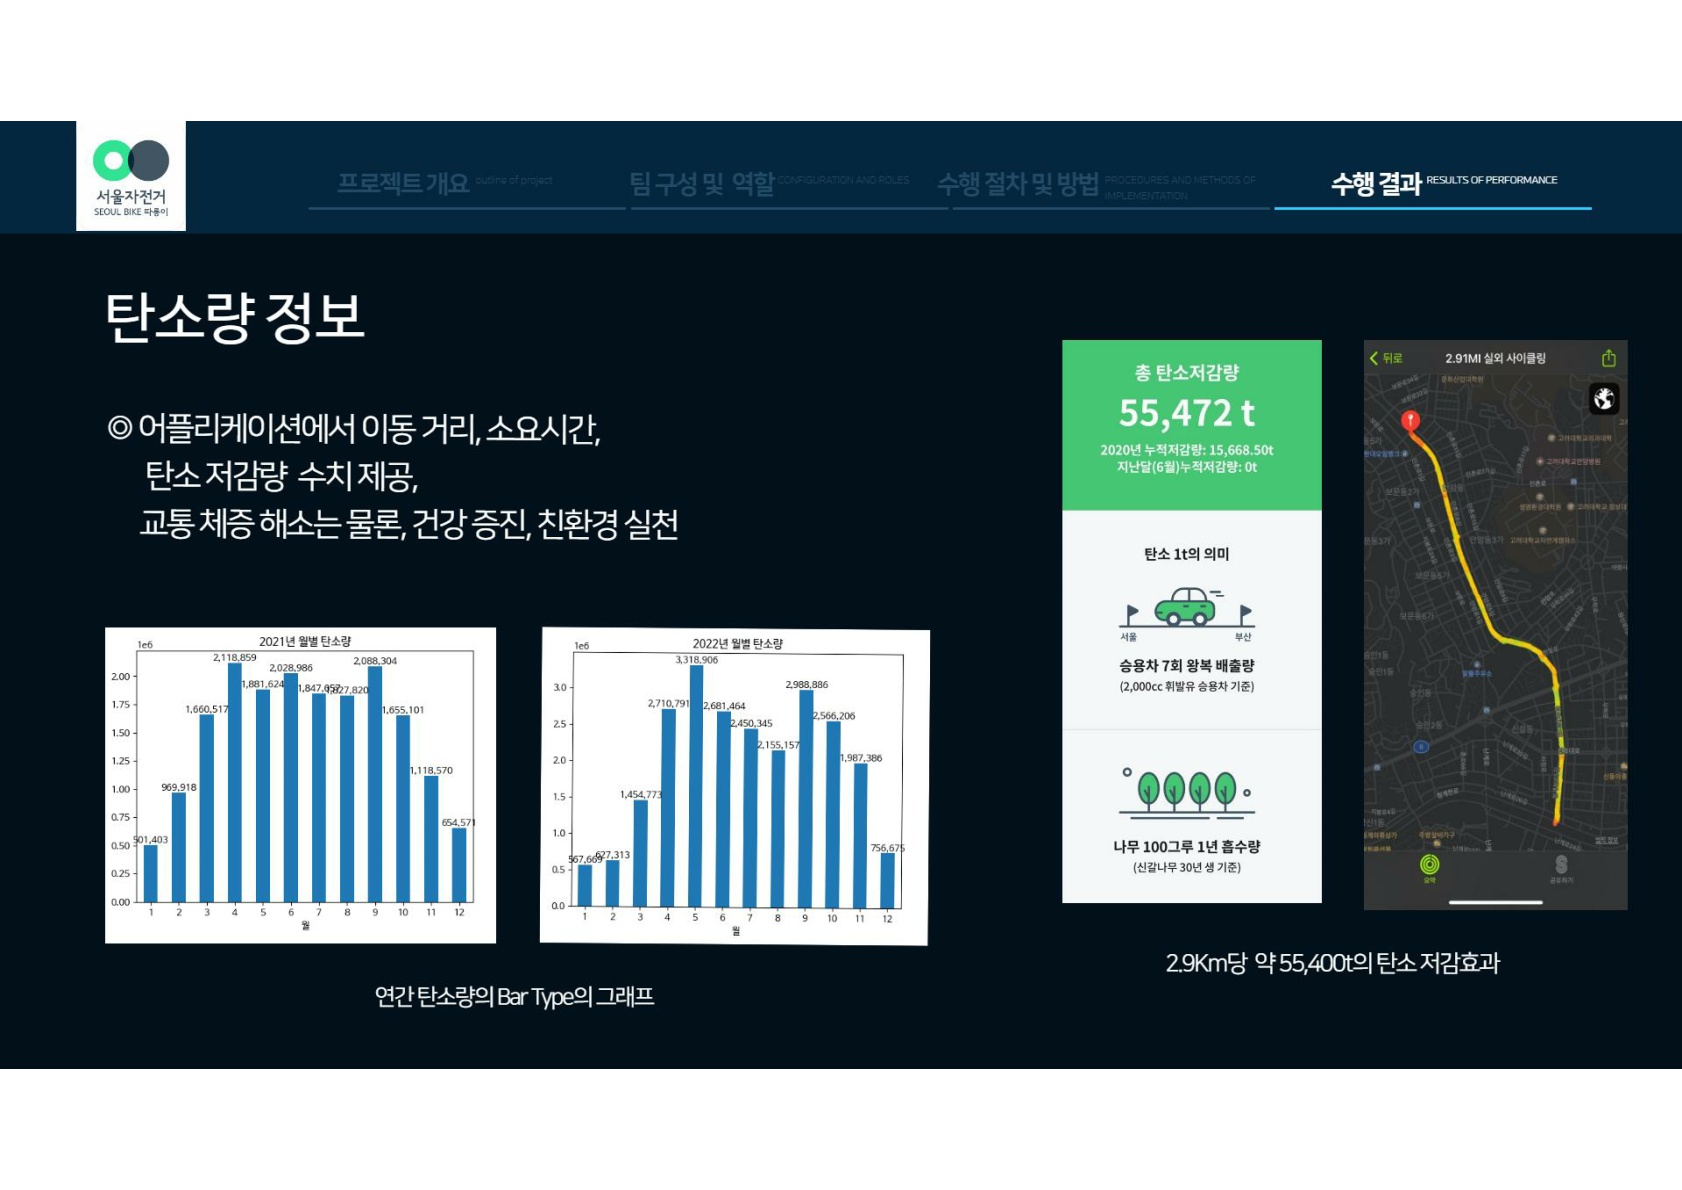 서울자전거
SEOUL BIKE 따릉이
프로젝트 개요 outline of project
팀 구성 및 역할 CONFIGURATION AND ROLES
수행 절차 및 방법 PROCEDURES AND METHODS OF
IMPLEMENTATION
수행 결과 RESULTS OF PERFORMANCE
탄소량 정보
◎ 어플리케이션에서 이동 거리, 소요시간,
탄소 저감량 수치 제공,
교통 체증 해소는 물론, 건강 증진, 친환경 실천
2021년 월별 탄소량
1e6
2.00
1.75
1.50
1.25
1.00
0.75
0.50
0.25
0.00
501,403
969,918
1,660,517
2,118,859
1,881,624
2,028,986
1,827,820
2,088,304
1,655,101
1,118,570
654,571
1 2 3 4 5 6 7 8 9 10 11 12
월
2022년 월별 탄소량
1e6
3.0
2.5
2.0
1.5
1.0
0.5
0.0
567,669
627,313
1,454,773
2,710,791
3,318,906
2,681,464
2,450,345
2,155,157
2,988,886
2,566,206
1,987,386
756,675
1 2 3 4 5 6 7 8 9 10 11 12
월
연간 탄소량의 Bar Type의 그래프
총 탄소저감량
55,472 t
2020년 누적저감량: 15,668.50t
지난달(6월)누적저감량: 0t
탄소 1t의 의미
서울 부산
승용차 7회 왕복 배출량
(2,000cc 휘발유 승용차 기준)
나무 100그루 1년 흡수량
(신갈나무 30년 생 기준)
뒤로
2.91MI 실외 사이클링
요약
공유하기
2.9Km당 약 55,400t의 탄소 저감효과